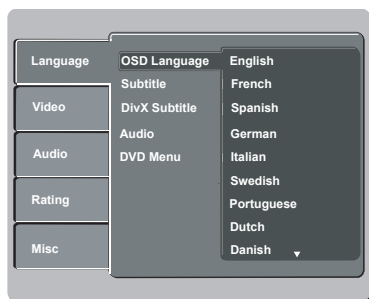 Language
Video
Audio
Rating
Misc
OSD Language
Subtitle
DivX Subtitle
Audio
DVD Menu
English
French
Spanish
German
Italian
Swedish
Portuguese
Dutch
Danish